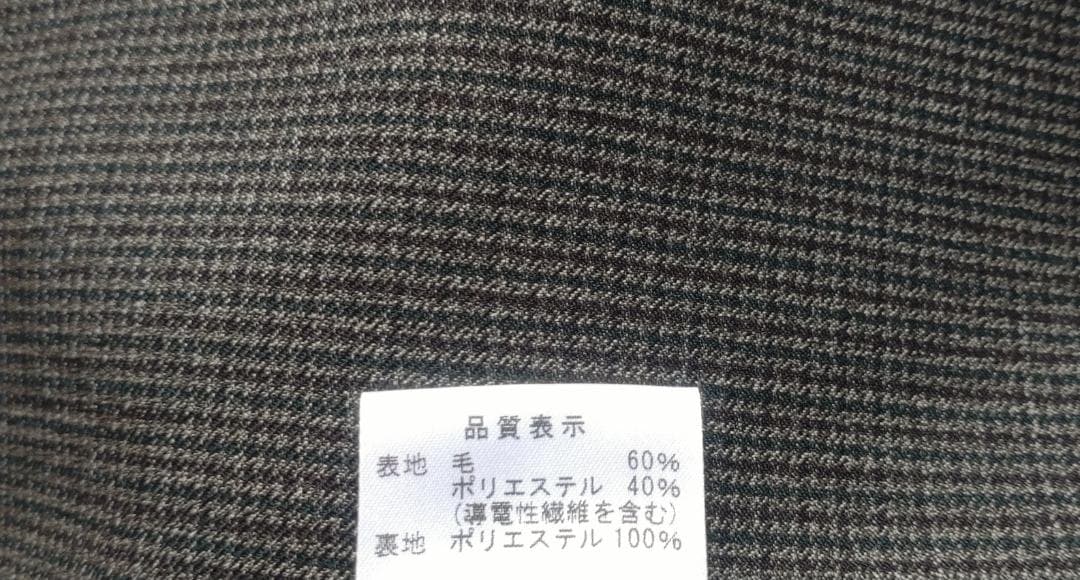 品質表示
表地 毛 60%
ポリエステル 40%
(導電性繊維を含む)
裏地 ポリエステル 100%